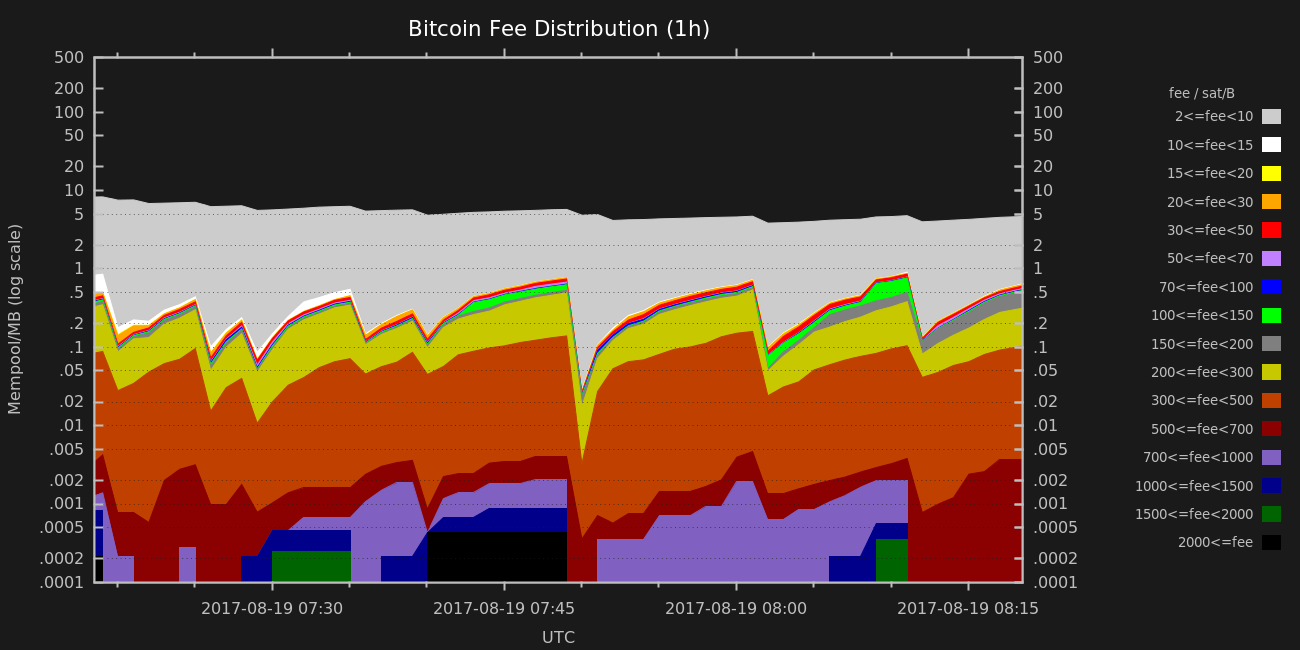 Bitcoin Fee Distribution (1h)
500 500
200 200
100 100
50 50
20 20
10 10
5 5
2 2
1 1
.5 .5
.2 .2
.1 .1
.05 .05
.02 .02
.01 .01
.005 .005
.002 .002
.001 .001
.0005 .0005
.0002 .0002
.0001 .0001
Mempool/MB (log scale)
2017-08-19 07:30 2017-08-19 07:45 2017-08-19 08:00 2017-08-19 08:15
UTC
fee / sat/B
2<=fee<10
10<=fee<15
15<=fee<20
20<=fee<30
30<=fee<50
50<=fee<70
70<=fee<100
100<=fee<150
150<=fee<200
200<=fee<300
300<=fee<500
500<=fee<700
700<=fee<1000
1000<=fee<1500
1500<=fee<2000
2000<=fee